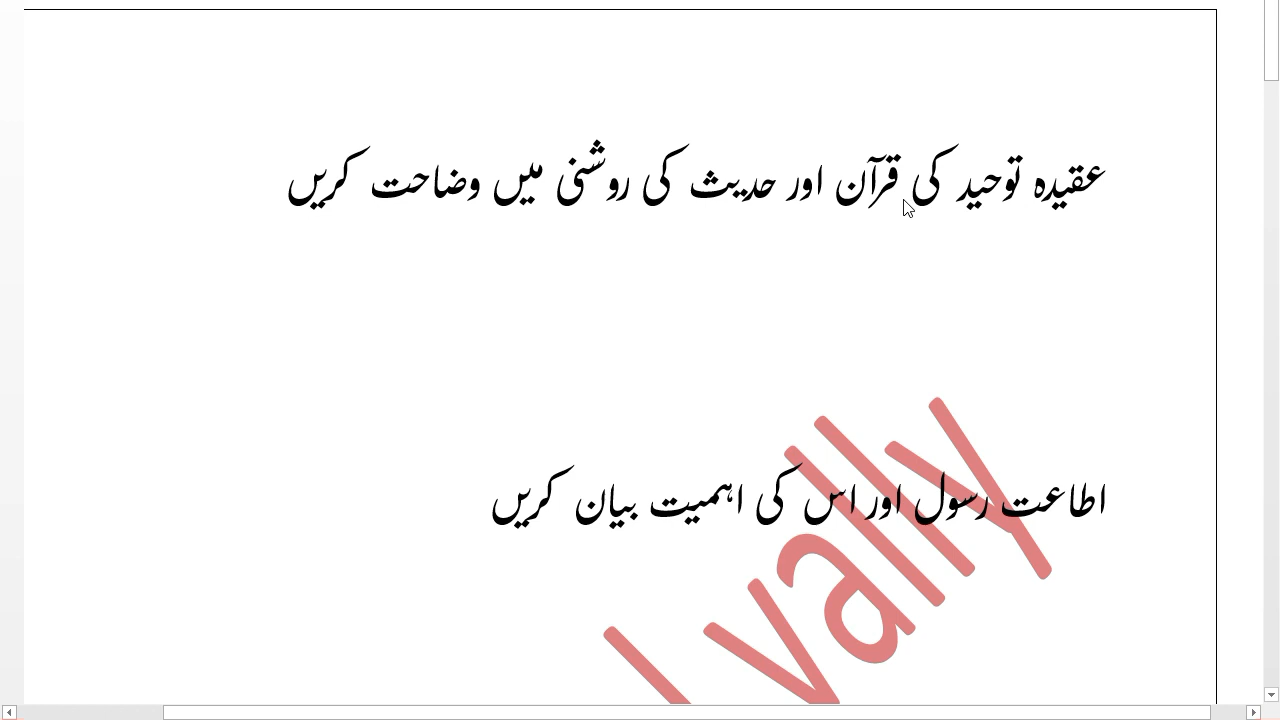 عقیدہ توحید کی قرآن اور حدیث کی روشنی میں وضاحت کریں
اطاعت رسول اور اس کی اہمیت بیان کریں
vally